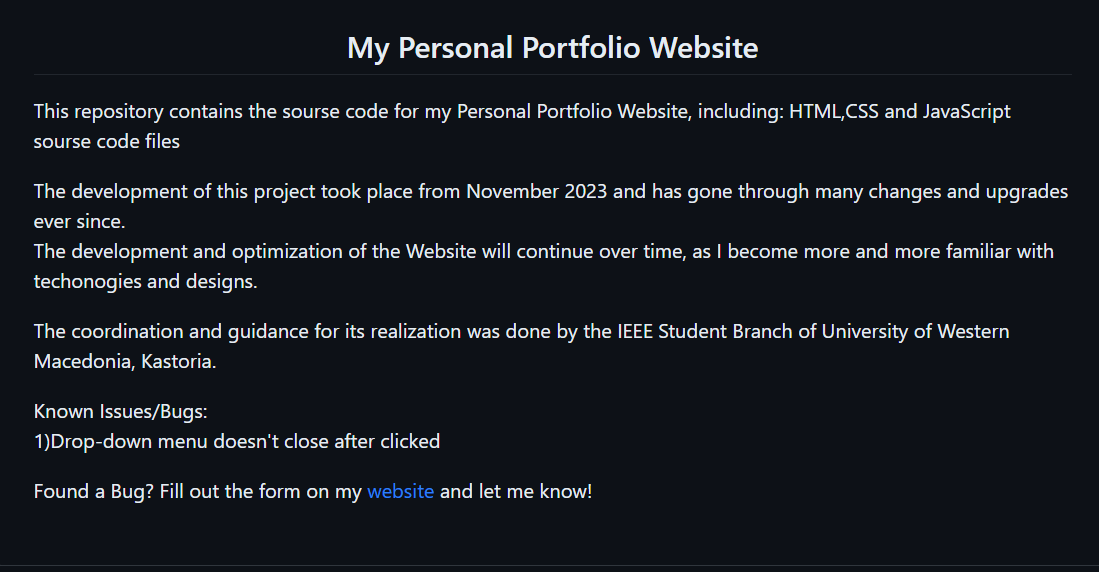 My Personal Portfolio Website
This repository contains the sourse code for my Personal Portfolio Website, including: HTML,CSS and JavaScript
sourse code files
The development of this project took place from November 2023 and has gone through many changes and upgrades
ever since.
The development and optimization of the Website will continue over time, as I become more and more familiar with
techonogies and designs.
The coordination and guidance for its realization was done by the IEEE Student Branch of University of Western
Macedonia, Kastoria.
Known Issues/Bugs:
1)Drop-down menu doesn't close after clicked
Found a Bug? Fill out the form on my website and let me know!